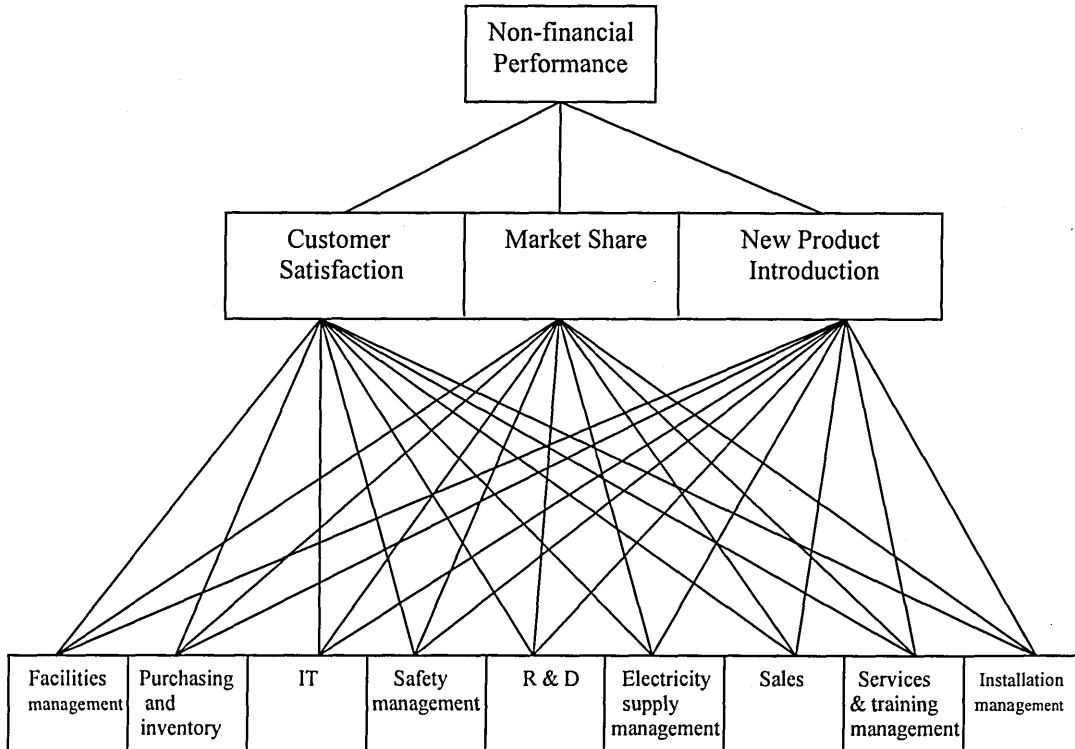 Non-financial
Performance
Customer
Satisfaction
Market Share
New Product
Introduction
Facilities
management
Purchasing
and
inventory
IT
Safety
management
R & D
Electricity
supply
management
Sales
Services
& training
management
Installation
management